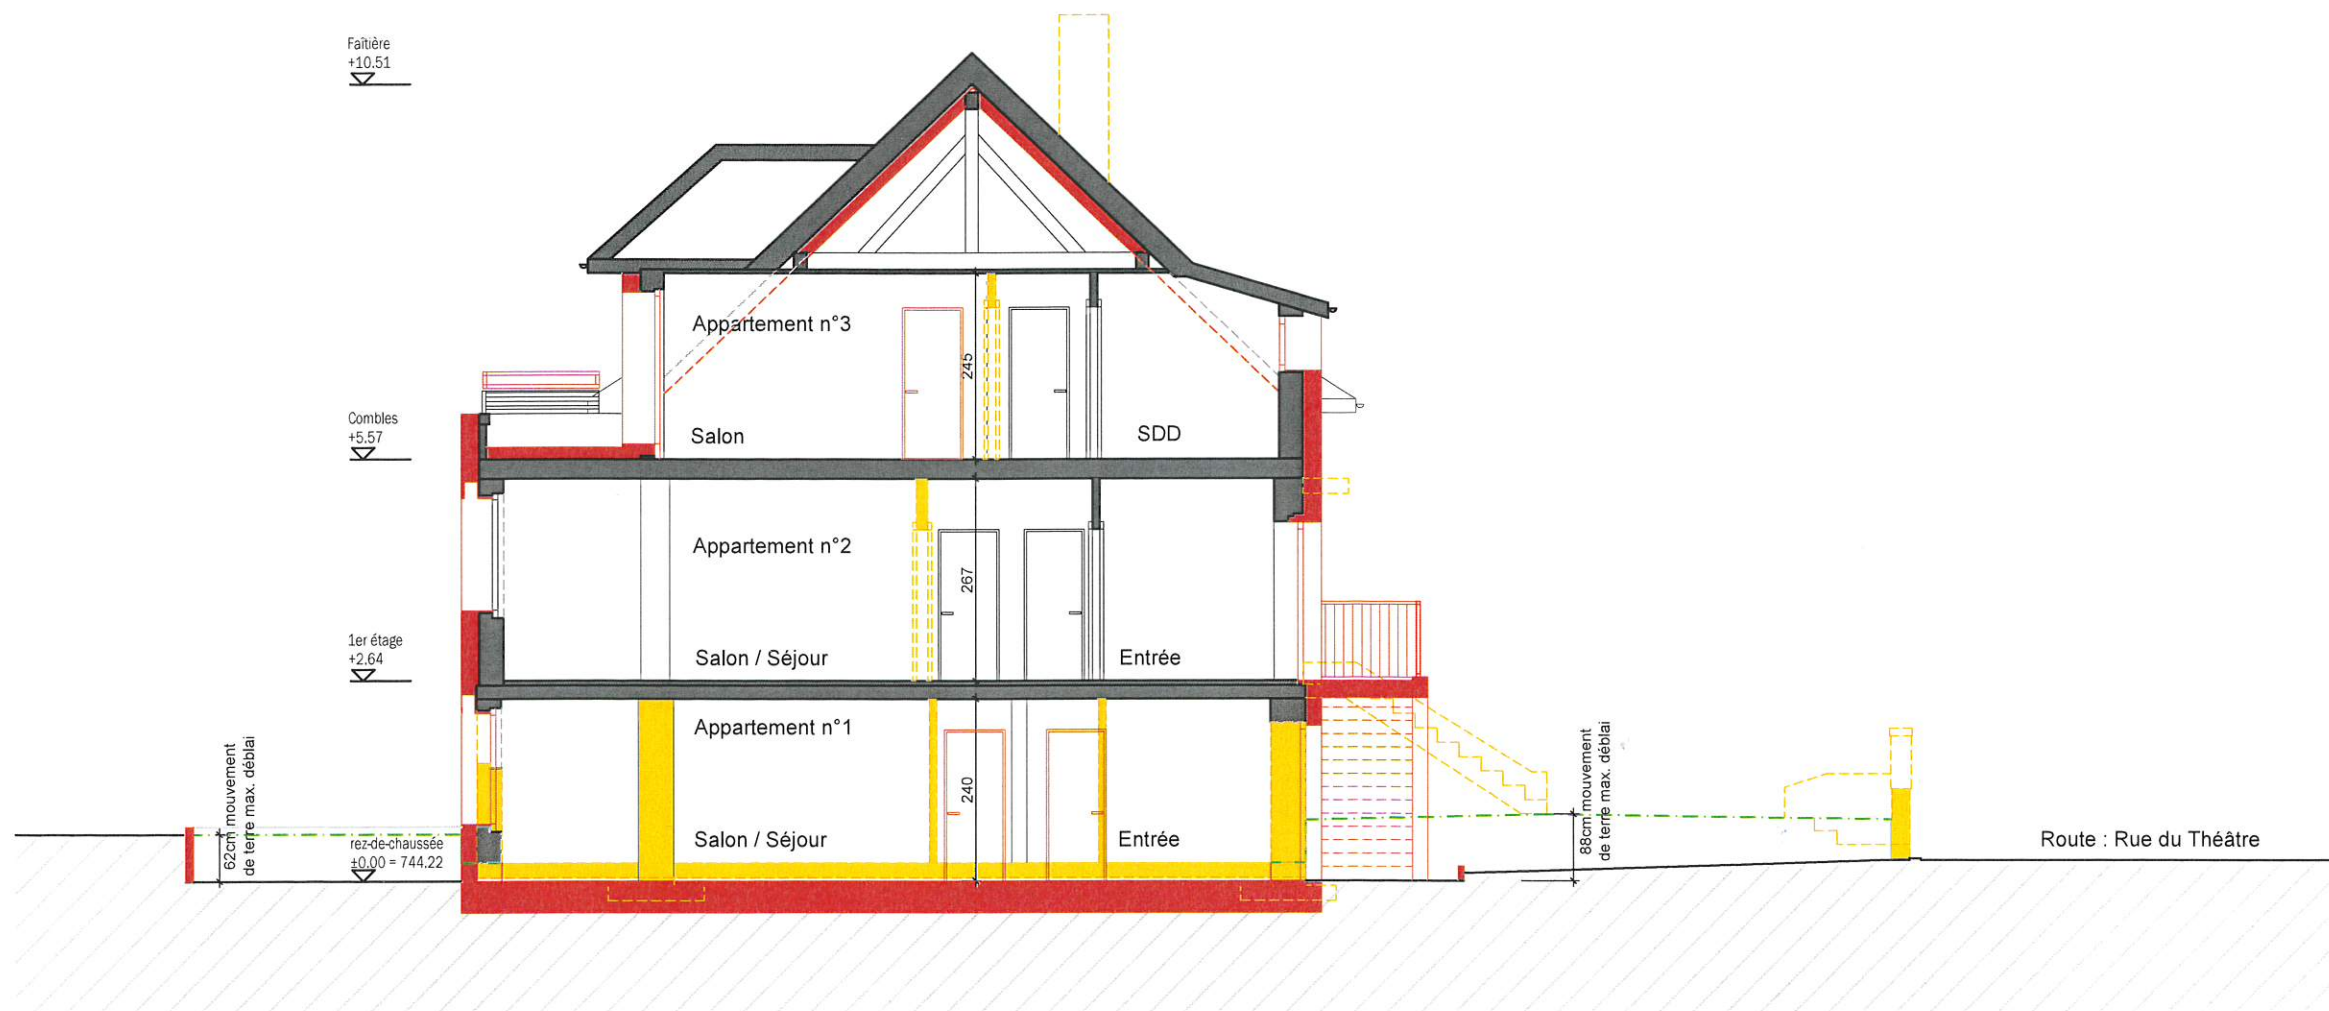 Faîtière
+10.51
Appartement n°3
245
Combles
+5.57
Salon
SDD
Appartement n°2
267
1er étage
+2.64
Salon / Séjour
Entrée
Appartement n°1
240
62cm mouvement
de terre max. déblai
88cm mouvement
de terre max. déblai
Salon / Séjour
Entrée
rez-de-chaussée
±0.00 = 744.22
Route : Rue du Théâtre